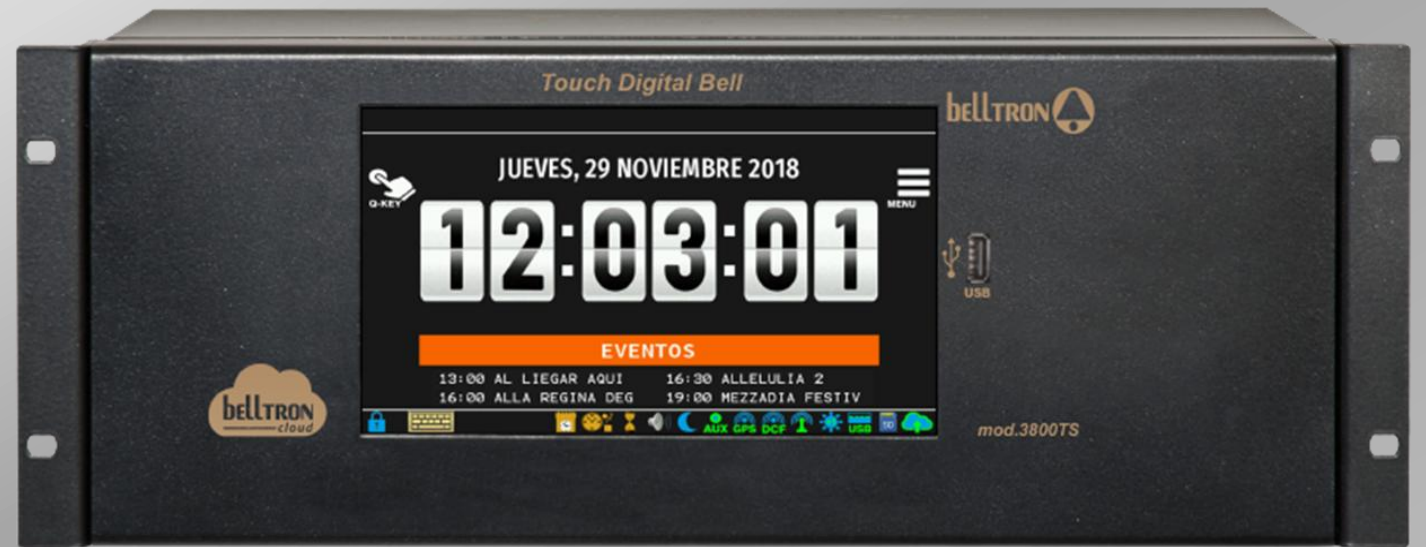 Touch Digital Bell
bellTRON
JUEVES, 29 NOVIEMBRE 2018
Q-KEY
MENU
12:03:01
USB
EVENTOS
13:00 AL LIEGAR AQUI 16:30 ALLELULIA 2
16:00 ALLA REGINA DEG 19:00 MEZZADIA FESTIV
bellTRON
cloud
AUX GPS DCF USB
mod.3800TS